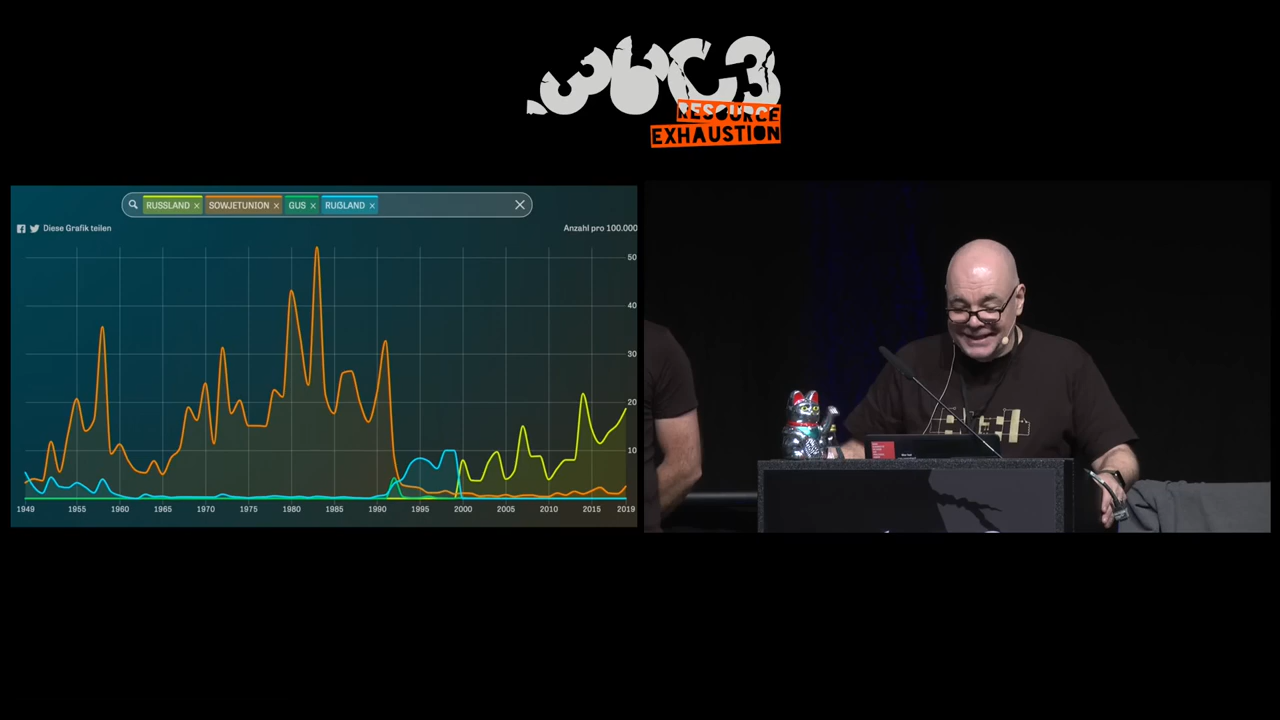 36C3
RESOURCE
EXHAUSTION
RUSSLAND × SOWJETUNION × GUS × RUẞLAND ×
Diese Grafik teilen
Anzahl pro 100.000
50
40
30
20
10
1949 1955 1960 1965 1970 1975 1980 1985 1990 1995 2000 2005 2010 2015 2019